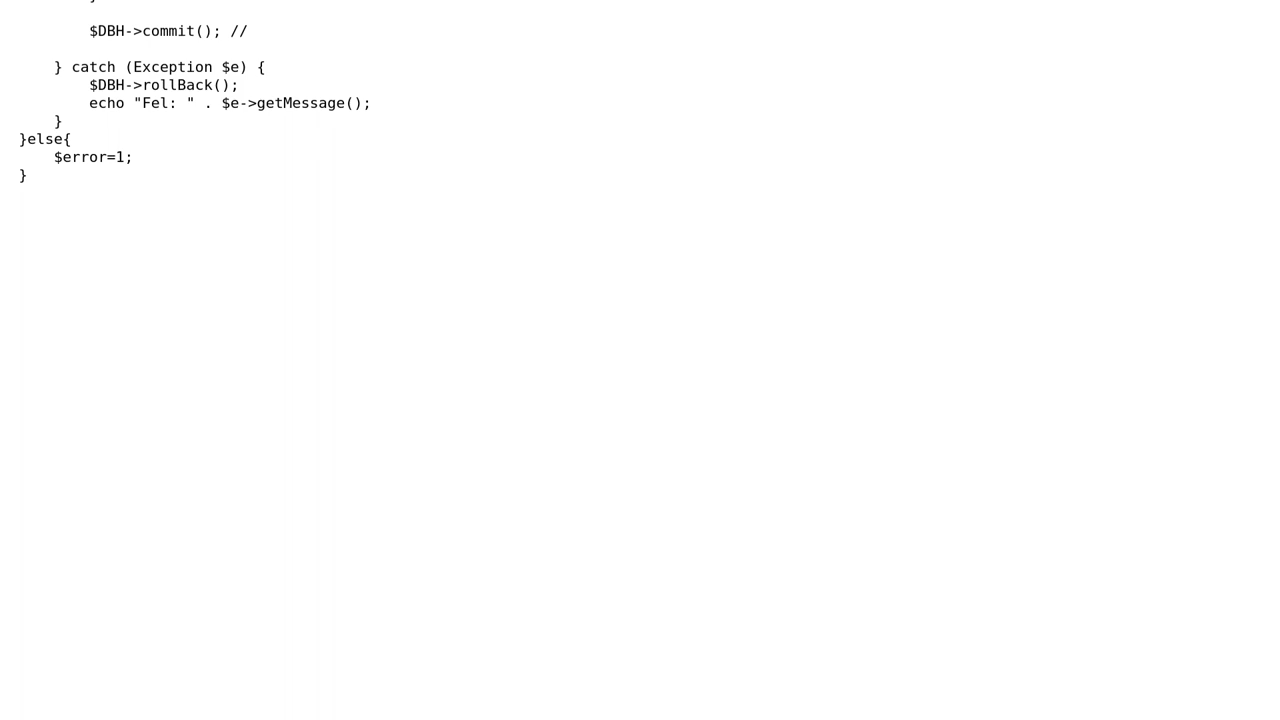 $DBH->commit(); //
} catch (Exception $e) {
$DBH->rollBack();
echo "Fel: " . $e->getMessage();
}
}else{
$error=1;
}